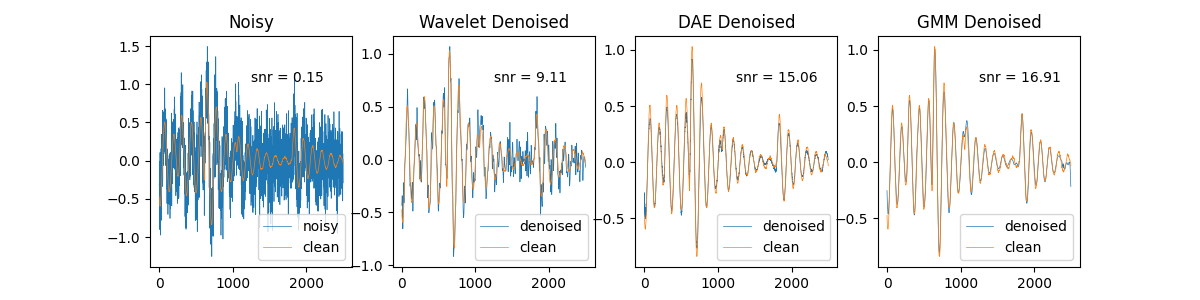 Noisy
1.5
1.0
0.5
0.0
−0.5
−1.0
0
1000
2000
snr = 0.15
noisy
clean
Wavelet Denoised
1.0
0.5
0.0
−0.5
−1.0
0
1000
2000
snr = 9.11
denoised
clean
DAE Denoised
1.0
0.5
0.0
−0.5
0
1000
2000
snr = 15.06
denoised
clean
GMM Denoised
1.0
0.5
0.0
−0.5
0
1000
2000
snr = 16.91
denoised
clean